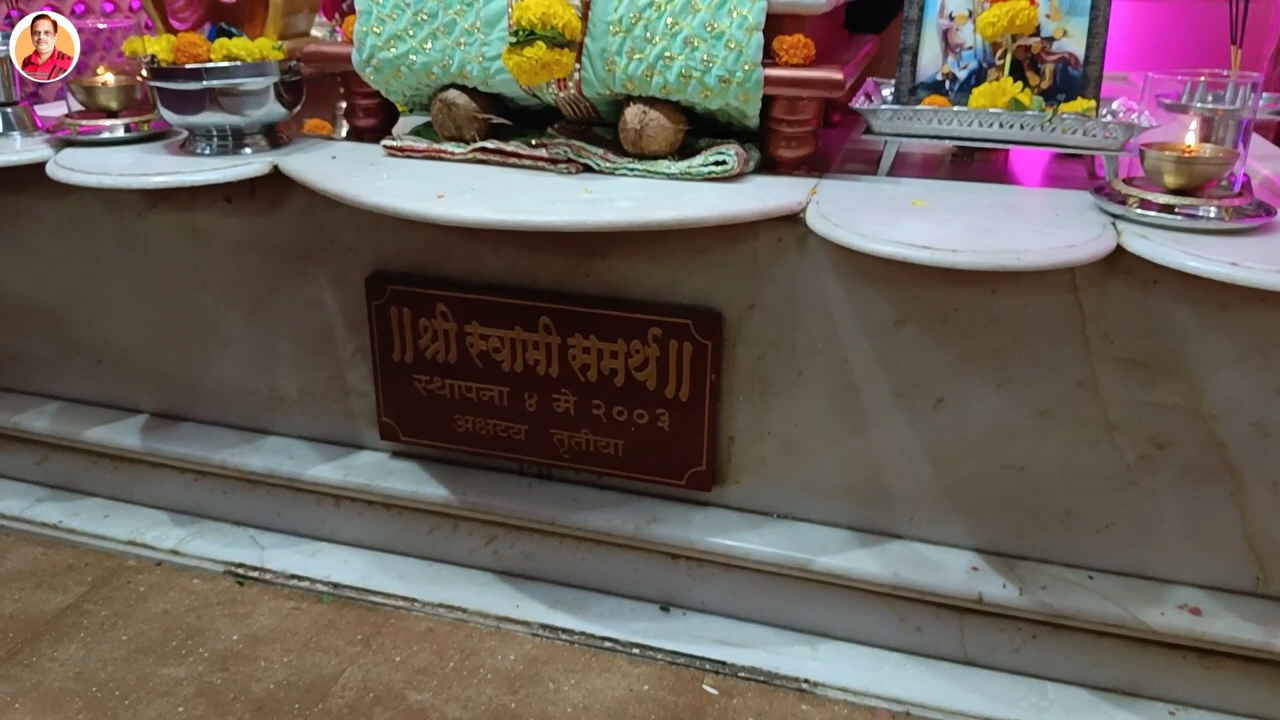 ||श्री स्वामी समर्थ||
स्थापना ४ मे २००३
अक्षय्य तृतीया